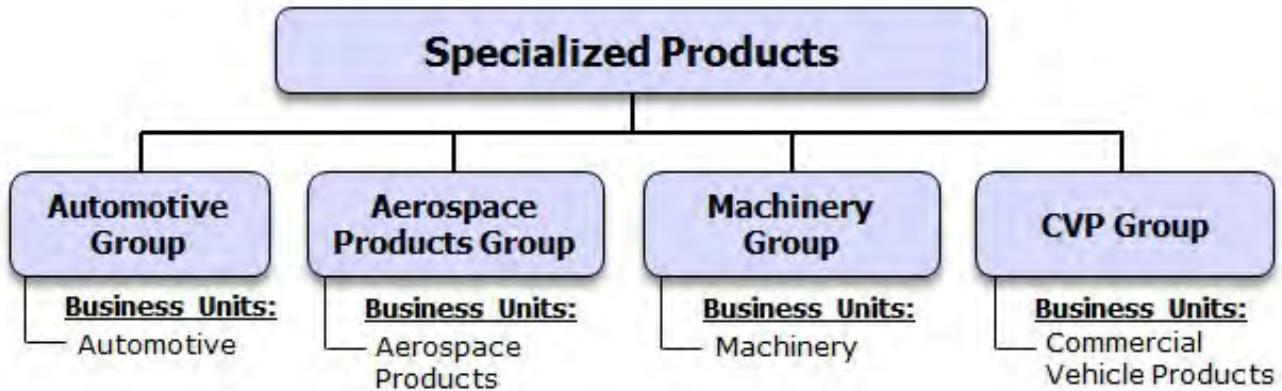 Specialized Products
Automotive
Group
Business Units:
Automotive
Aerospace
Products Group
Business Units:
Aerospace
Products
Machinery
Group
Business Units:
Machinery
CVP Group
Business Units:
Commercial
Vehicle Products